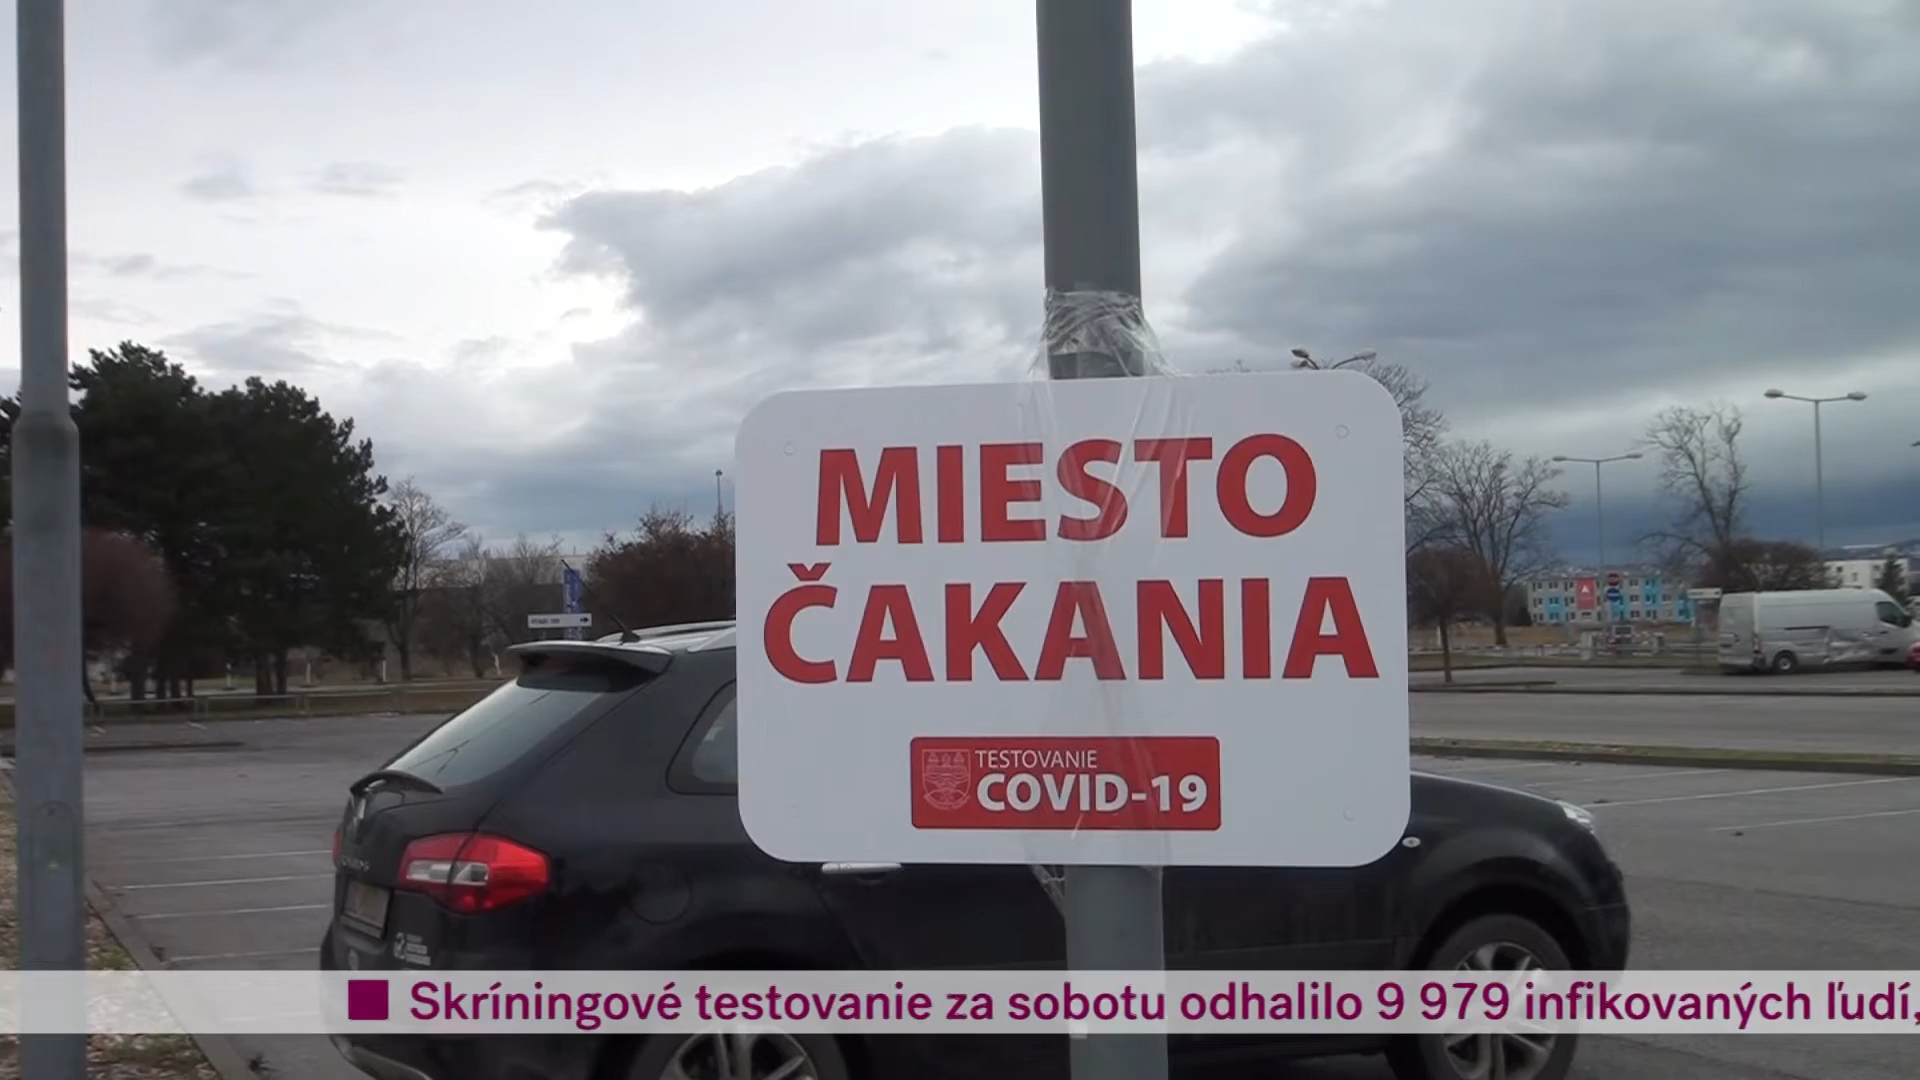 MIESTO
ČAKANIA
TESTOVANIE
COVID-19
Skríningové testovanie za sobotu odhalilo 9 979 infikovaných ľudí,